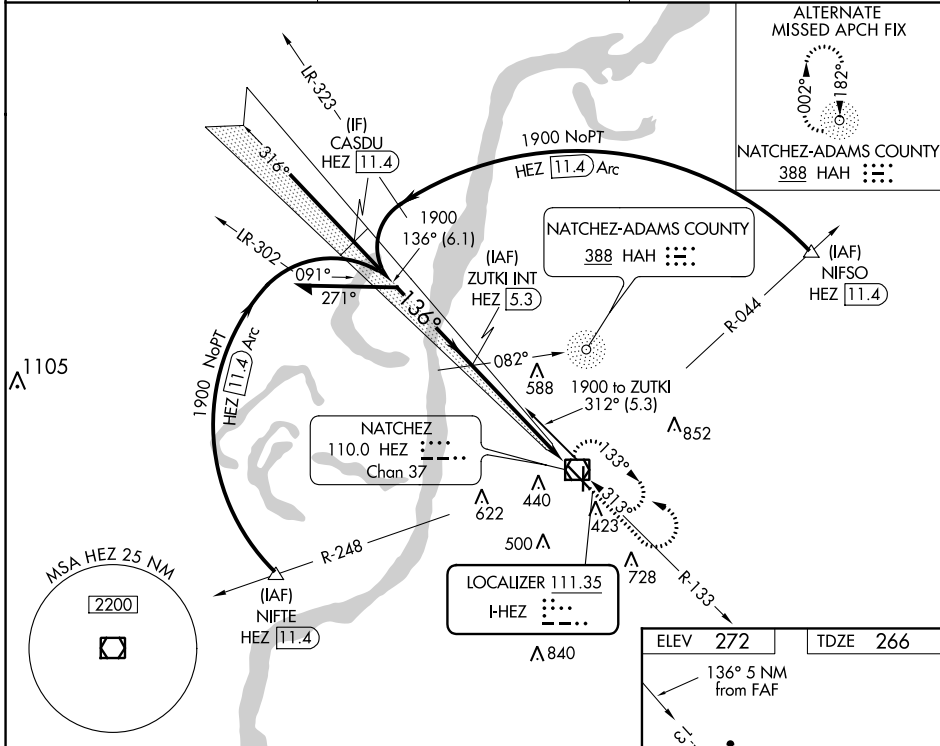 ALTERNATE
MISSED APCH FIX
002°
182°
NATCHEZ-ADAMS COUNTY
388 HAH
LR-323
(IF)
CASDU
HEZ 11.4
316°
1900 NoPT
HEZ 11.4 Arc
1900
136° (6.1)
NATCHEZ-ADAMS COUNTY
388 HAH
(IAF)
ZUTKI INT
HEZ 5.3
(IAF)
NIFSO
HEZ 11.4
R-044
LR-302
091°
271°
136°
082°
1105
588
1900 to ZUTKI
312° (5.3)
852
1900 NoPT
HEZ 11.4 Arc
NATCHEZ
110.0 HEZ
Chan 37
133°
313°
440
622
423
500
728
R-248
R-133
(IAF)
NIFTE
HEZ 11.4
MSA HEZ 25 NM
2200
LOCALIZER 111.35
I-HEZ
840
ELEV 272
TDZE 266
136° 5 NM
from FAF